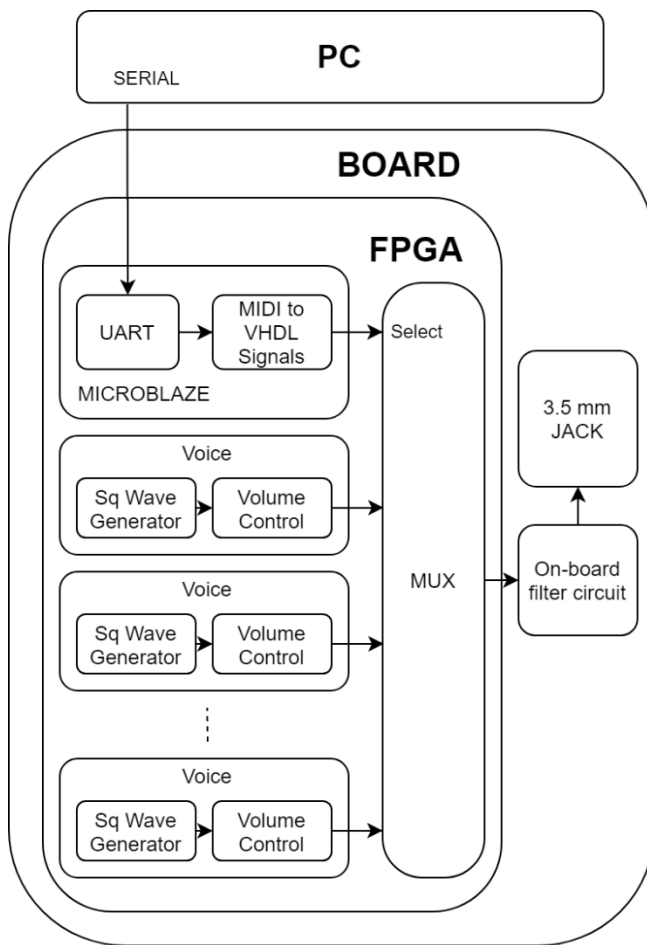 PC
SERIAL
BOARD
FPGA
UART
MIDI to
VHDL
Signals
MICROBLAZE
Select
Voice
Sq Wave
Generator
Volume
Control
Voice
Sq Wave
Generator
Volume
Control
Voice
Sq Wave
Generator
Volume
Control
MUX
3.5 mm
JACK
On-board
filter circuit